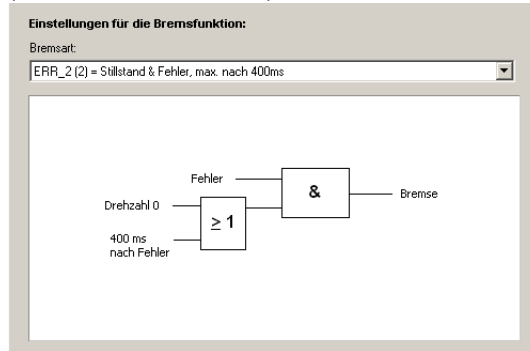 Einstellungen für die Bremsfunktion:
Bremsart:
ERR_2 (2) = Stillstand & Fehler, max. nach 400ms
Fehler
&
Bremse
Drehzahl 0
≥ 1
400 ms
nach Fehler